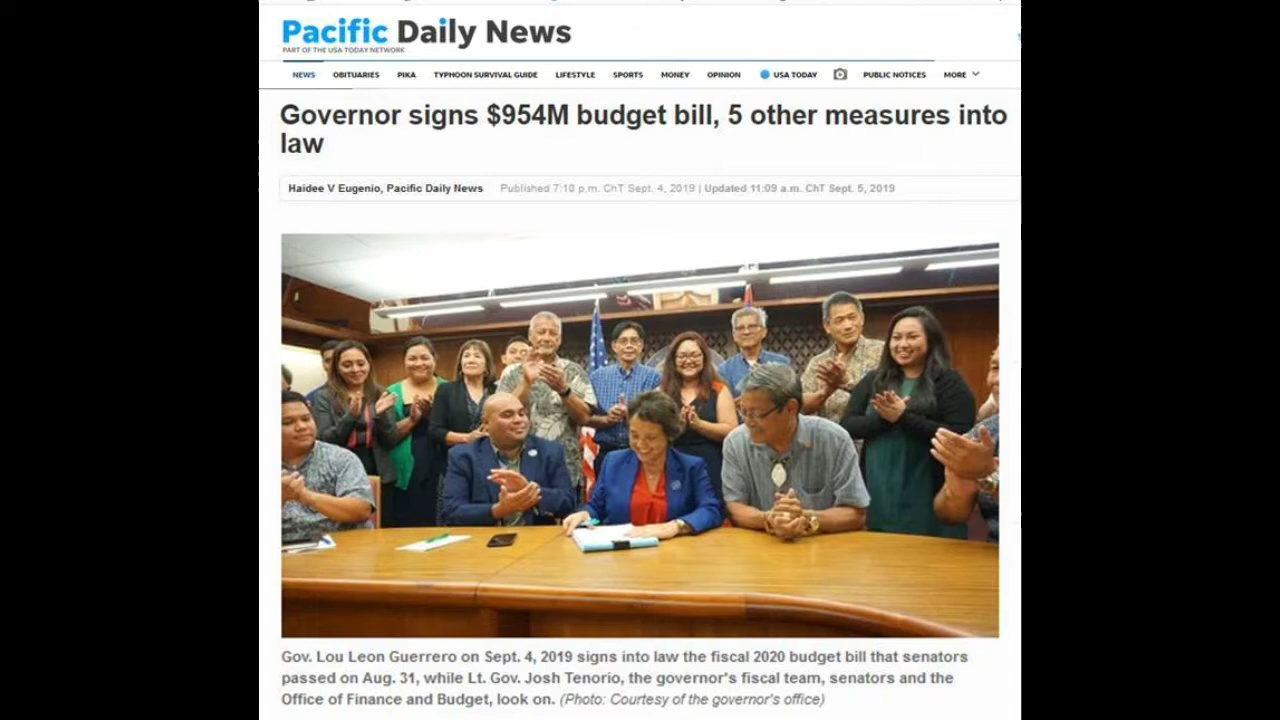 Pacific Daily News
PART OF THE USA TODAY NETWORK
NEWS OBITUARIES PIKA TYPHOON SURVIVAL GUIDE LIFESTYLE SPORTS MONEY OPINION USA TODAY PUBLIC NOTICES MORE
Governor signs $954M budget bill, 5 other measures into
law
Haidee V Eugenio, Pacific Daily News Published 7:10 p.m. ChT Sept. 4, 2019 | Updated 11:09 a.m. ChT Sept. 5, 2019
Gov. Lou Leon Guerrero on Sept. 4, 2019 signs into law the fiscal 2020 budget bill that senators
passed on Aug. 31, while Lt. Gov. Josh Tenorio, the governor's fiscal team, senators and the
Office of Finance and Budget, look on. (Photo: Courtesy of the governor's office)